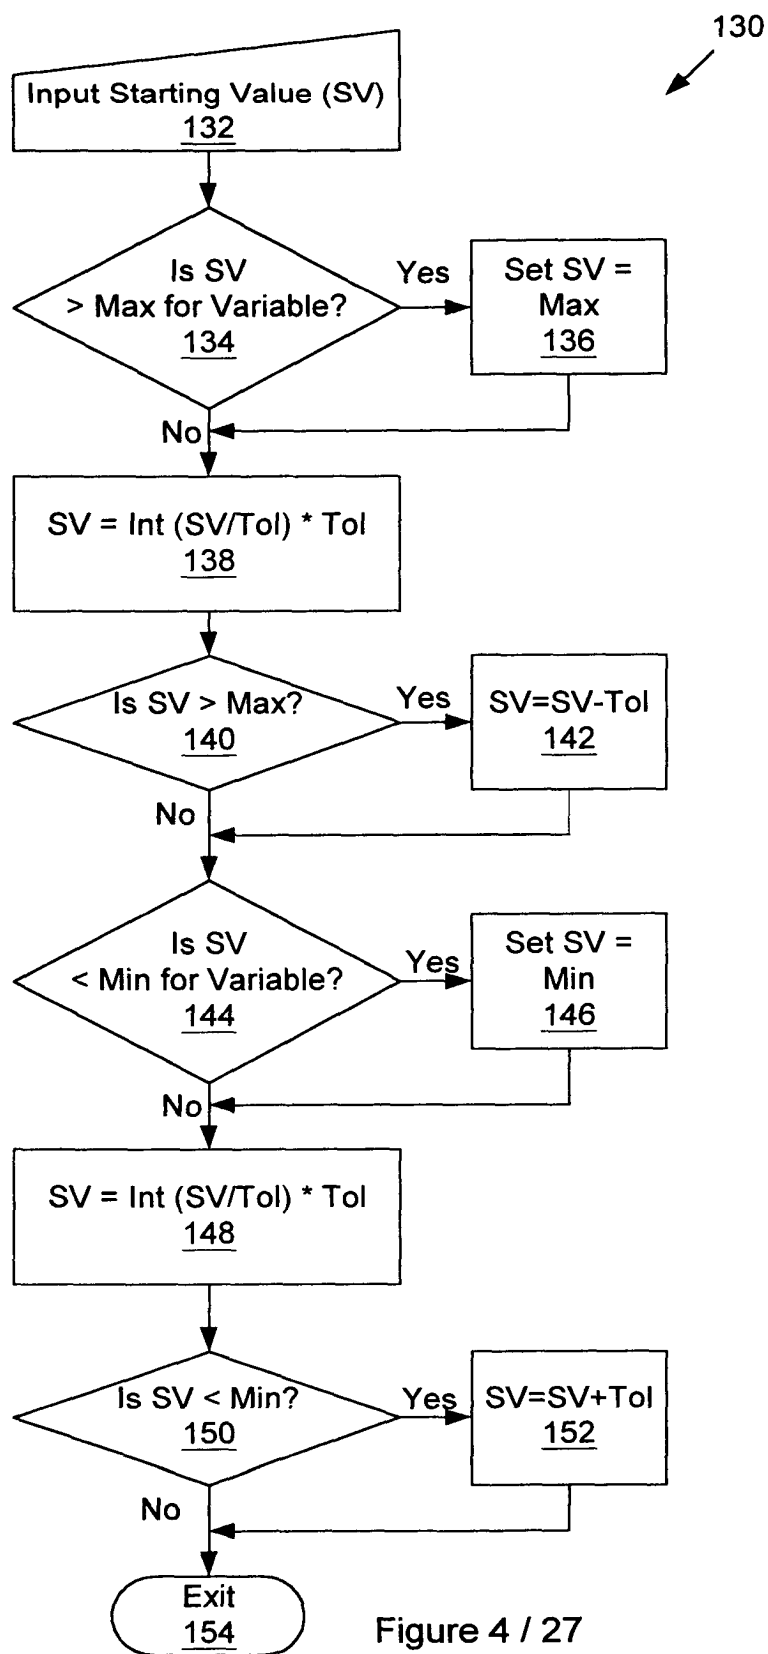 130
Input Starting Value (SV)
132
Is SV
> Max for Variable?
134
Yes
Set SV =
Max
136
No
SV = Int (SV/Tol) * Tol
138
Is SV > Max?
140
Yes
SV=SV-Tol
142
No
Is SV
< Min for Variable?
144
Yes
Set SV =
Min
146
No
SV = Int (SV/Tol) * Tol
148
Is SV < Min?
150
Yes
SV=SV+Tol
152
No
Exit
154
Figure 4 / 27